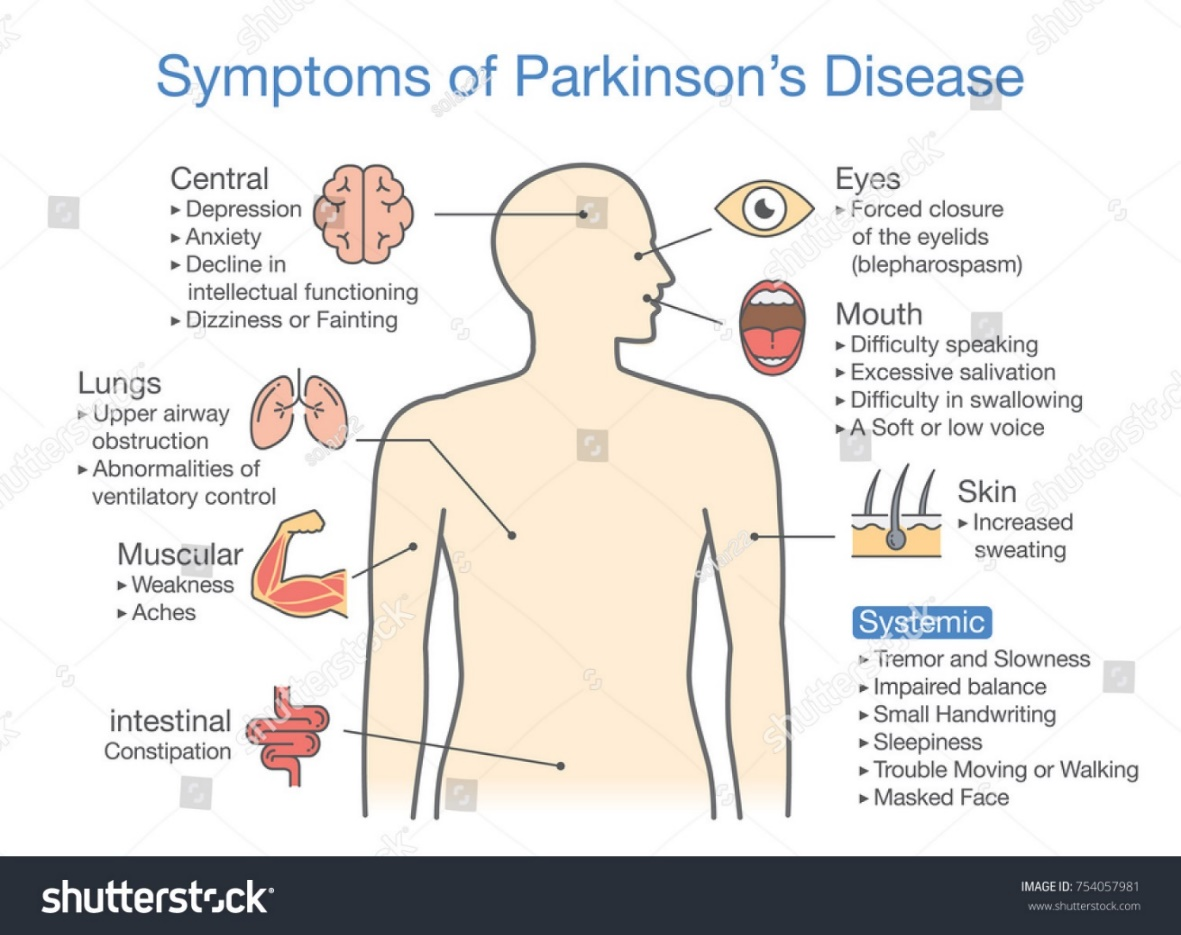 Symptoms of Parkinson's Disease
Central
▸ Depression
▸ Anxiety
▸ Decline in
intellectual functioning
▸ Dizziness or Fainting
Lungs
▸ Upper airway
obstruction
▸ Abnormalities of
ventilatory control
Muscular
▸ Weakness
▸ Aches
intestinal
Constipation
Eyes
▸ Forced closure
of the eyelids
(blepharospasm)
Mouth
▸ Difficulty speaking
▸ Excessive salivation
▸ Difficulty in swallowing
▸ A Soft or low voice
Skin
▸ Increased
sweating
Systemic
▸ Tremor and Slowness
▸ Impaired balance
▸ Small Handwriting
▸ Sleepiness
▸ Trouble Moving or Walking
▸ Masked Face
shutterstock
IMAGE ID: 754057981
www.shutterstock.com